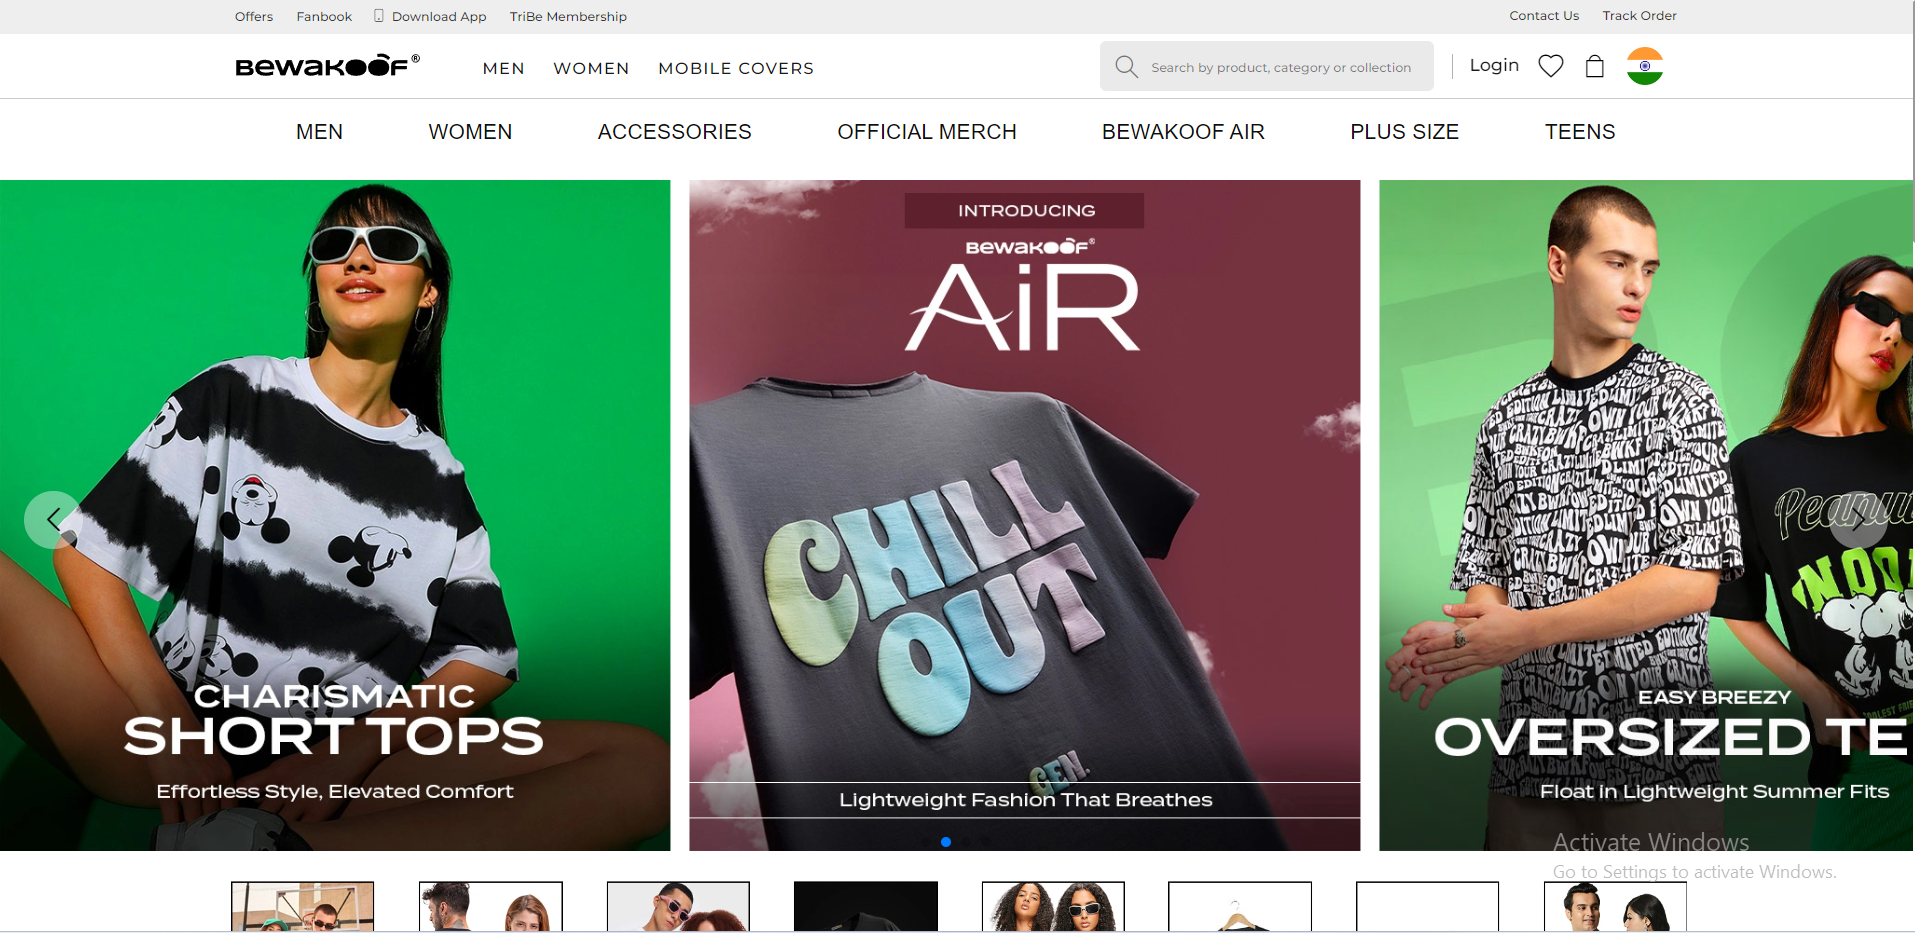 Offers Fanbook Download App TriBe Membership Contact Us Track Order
BEWAKOOF® MEN WOMEN MOBILE COVERS Search by product, category or collection Login
MEN WOMEN ACCESSORIES OFFICIAL MERCH BEWAKOOF AIR PLUS SIZE TEENS
CHARISMATIC
SHORT TOPS
Effortless Style, Elevated Comfort
INTRODUCING
BEWAKOOF®
AiR
CHILL
OUT
GEN.
Lightweight Fashion That Breathes
EASY BREEZY
OVERSIZED TE
Float in Lightweight Summer Fits
Activate Windows
Go to Settings to activate Windows.